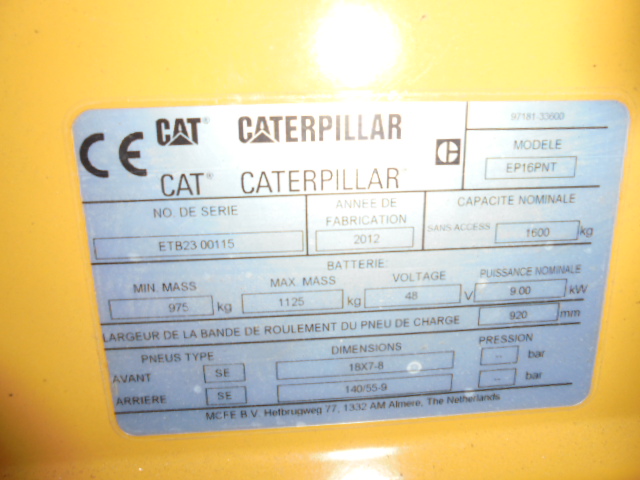 CE CAT® CATERPILLAR
CAT® CATERPILLAR
97181-33600
MODELE
EP16PNT
NO. DE SERIE
ETB23 00115
ANNEE DE
FABRICATION
2012
CAPACITE NOMINALE
SANS ACCESS 1600 kg
BATTERIE:
MIN. MASS MAX. MASS VOLTAGE PUISSANCE NOMINALE
975 kg 1125 kg 48 V 9.00 kW
LARGEUR DE LA BANDE DE ROULEMENT DU PNEU DE CHARGE 920 mm
PNEUS TYPE DIMENSIONS PRESSION
AVANT SE 18X7-8 -- bar
ARRIERE SE 140/55-9 -- bar
MCFE B.V. Hefbrugweg 77, 1332 AM Almere, The Netherlands